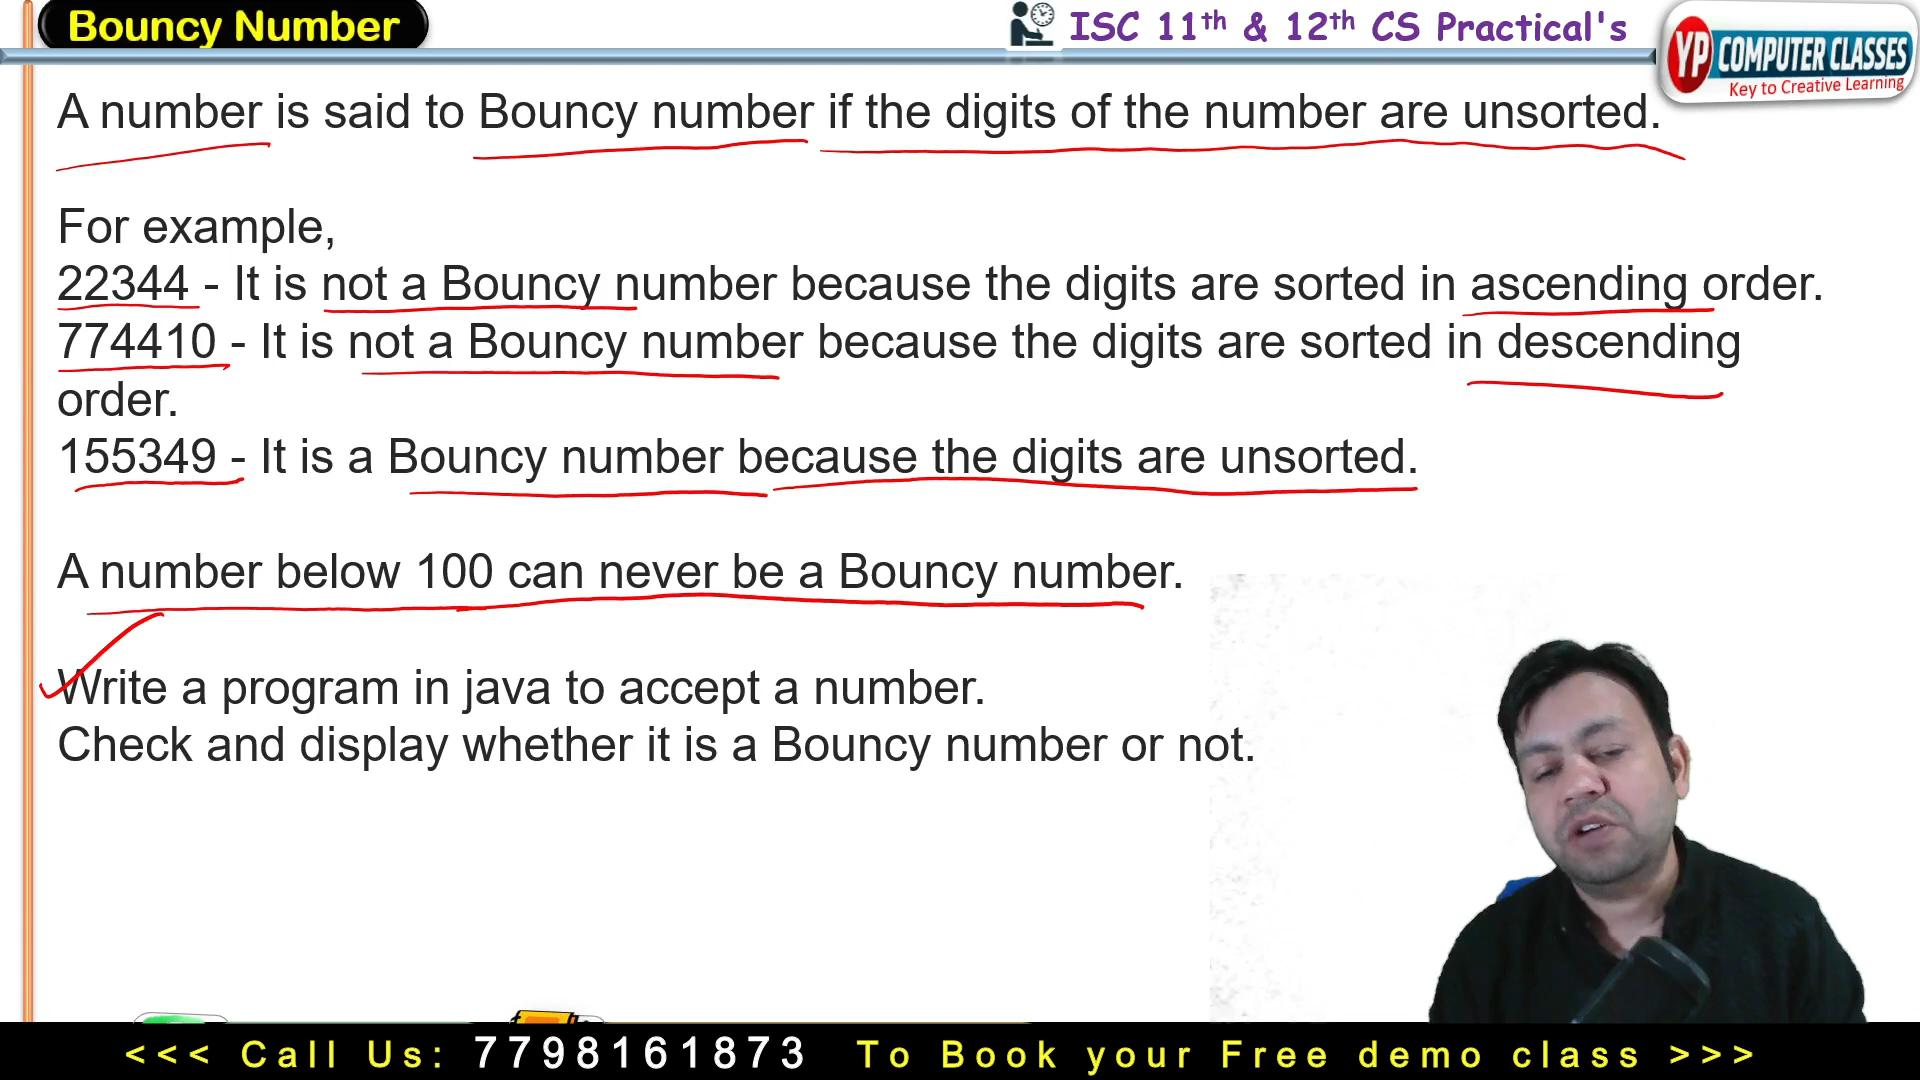 Bouncy Number
ISC 11th & 12th CS Practical's
YP COMPUTER CLASSES
Key to Creative Learning
A number is said to Bouncy number if the digits of the number are unsorted.
For example,
22344 - It is not a Bouncy number because the digits are sorted in ascending order.
774410 - It is not a Bouncy number because the digits are sorted in descending
order.
155349 - It is a Bouncy number because the digits are unsorted.
A number below 100 can never be a Bouncy number.
Write a program in java to accept a number.
Check and display whether it is a Bouncy number or not.
<<< Call Us: 7798161873 To Book your Free demo class >>>